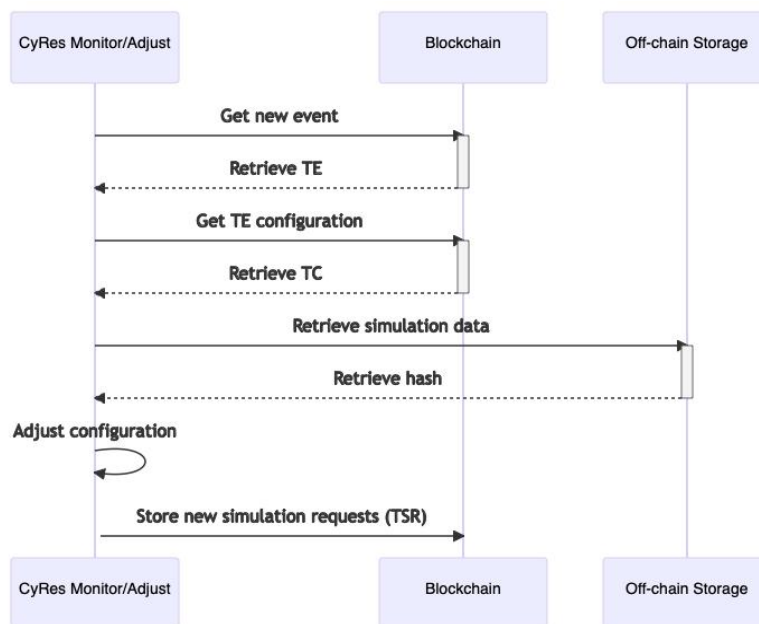 CyRes Monitor/Adjust
Blockchain
Off-chain Storage
Get new event
Retrieve TE
Get TE configuration
Retrieve TC
Retrieve simulation data
Retrieve hash
Adjust configuration
Store new simulation requests (TSR)
CyRes Monitor/Adjust
Blockchain
Off-chain Storage